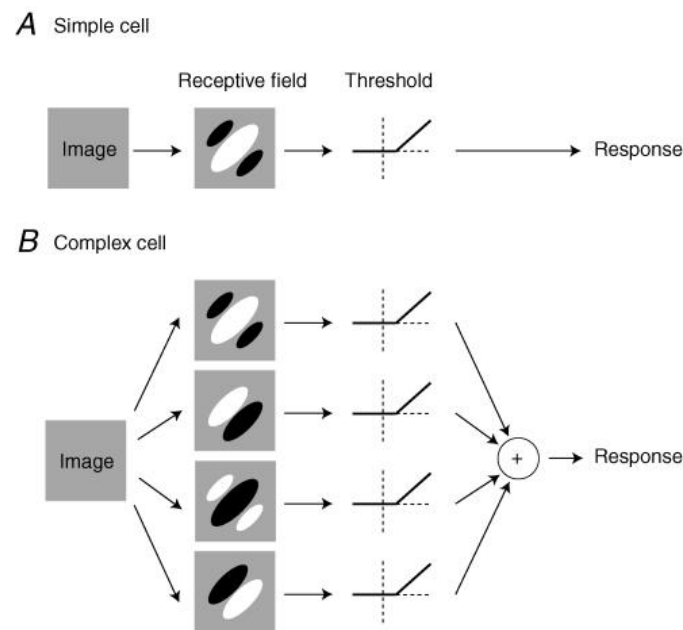 A Simple cell
Receptive field Threshold
Image
Response
B Complex cell
Image
+
Response